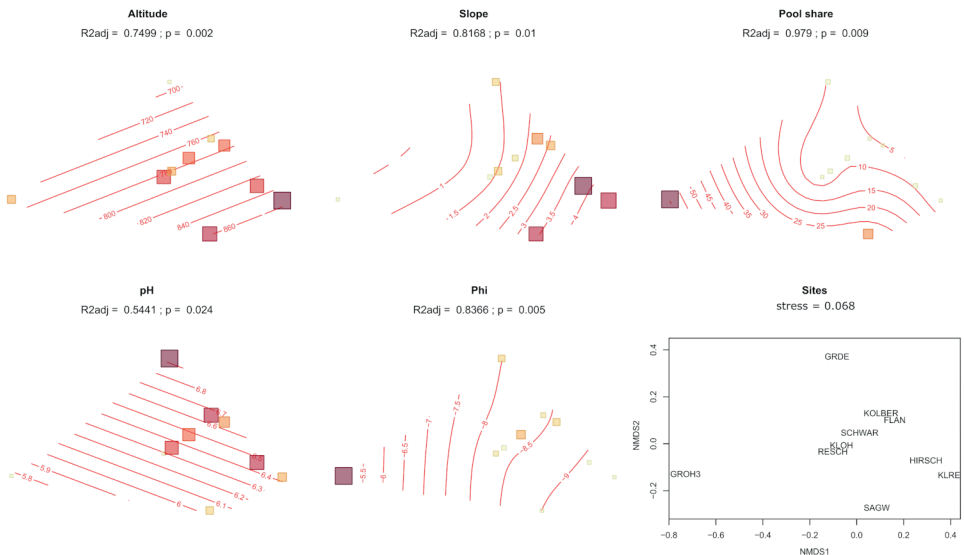 Altitude
R2adj = 0.7499 ; p = 0.002
700
720
740
760
800
820
840
860
Slope
R2adj = 0.8168 ; p = 0.01
1
1.5
2
2.5
3
3.5
4
Pool share
R2adj = 0.979 ; p = 0.009
5
10
15
20
25
25
30
35
40
45
50
pH
R2adj = 0.5441 ; p = 0.024
6.8
6.7
6.6
6.4
6.3
6.2
6.1
6
5.9
5.8
Phi
R2adj = 0.8366 ; p = 0.005
−5.5
−6
−6.5
−7
−7.5
−8
−8.5
−9
Sites
stress = 0.068
NMDS2
0.4
0.2
0.0
−0.2
GRDE
KOLBER
FLAN
SCHWAR
KLOH
RESCH
HIRSCH
GROH3
KLRE
SAGW
−0.8
−0.6
−0.4
−0.2
0.0
0.2
0.4
NMDS1